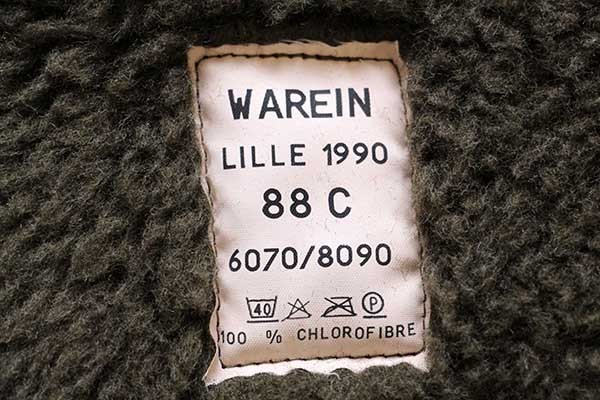 WAREIN
LILLE 1990
88 C
6070/8090
40 P
100 % CHLOROFIBRE